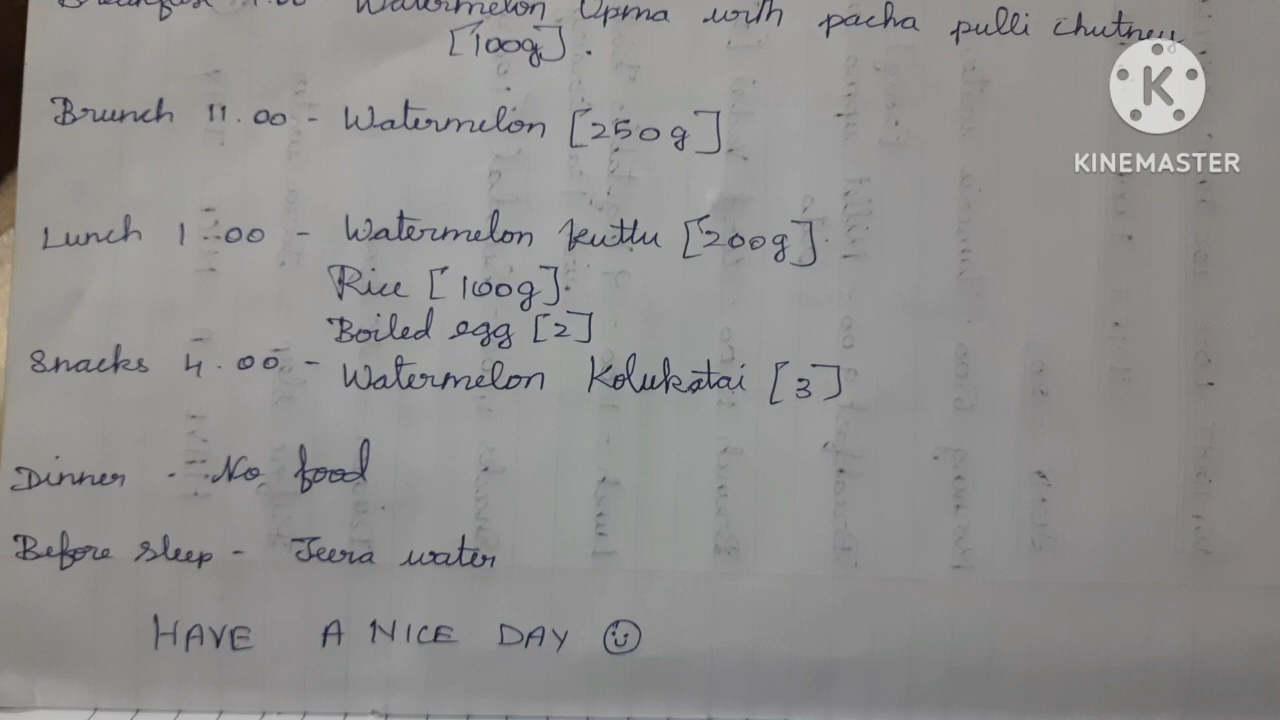 Watermelon Upma with pacha pulli chutney
[100g].
Brunch 11.00 - Watermelon [250g]
Lunch 1.00 - Watermelon kuttu [200g].
Rice [100g].
Boiled egg [2]
Snacks 4.00 - Watermelon Kolukatai [3]
Dinner - No food
Before sleep - Jeera water
HAVE A NICE DAY ☺
K
KINEMASTER